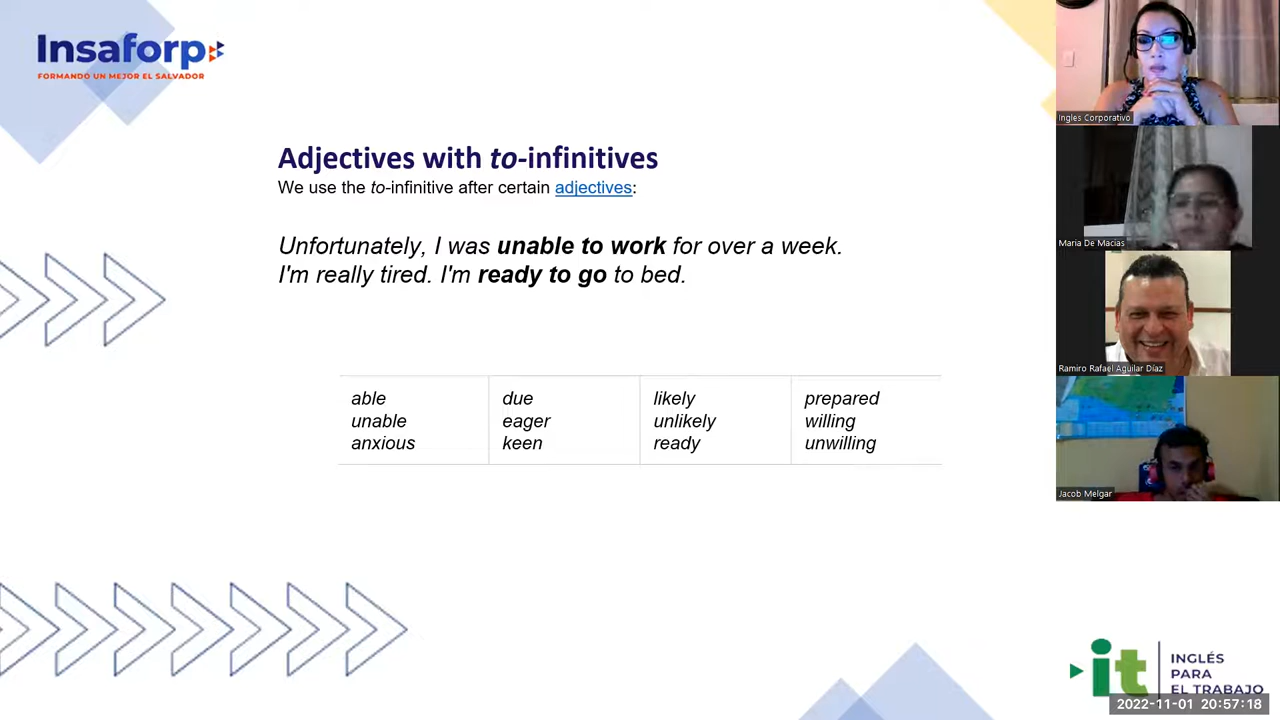 Insaforp
FORMANDO UN MEJOR EL SALVADOR
Adjectives with to-infinitives
We use the to-infinitive after certain adjectives:
Unfortunately, I was unable to work for over a week.
I'm really tired. I'm ready to go to bed.
able due likely prepared
unable eager unlikely willing
anxious keen ready unwilling
Ingles Corporativo
Maria De Macias
Ramiro Rafael Aguilar Díaz
Jacob Melgar
it INGLÉS
PARA
EL TRABAJO
2022-11-01 20:57:18